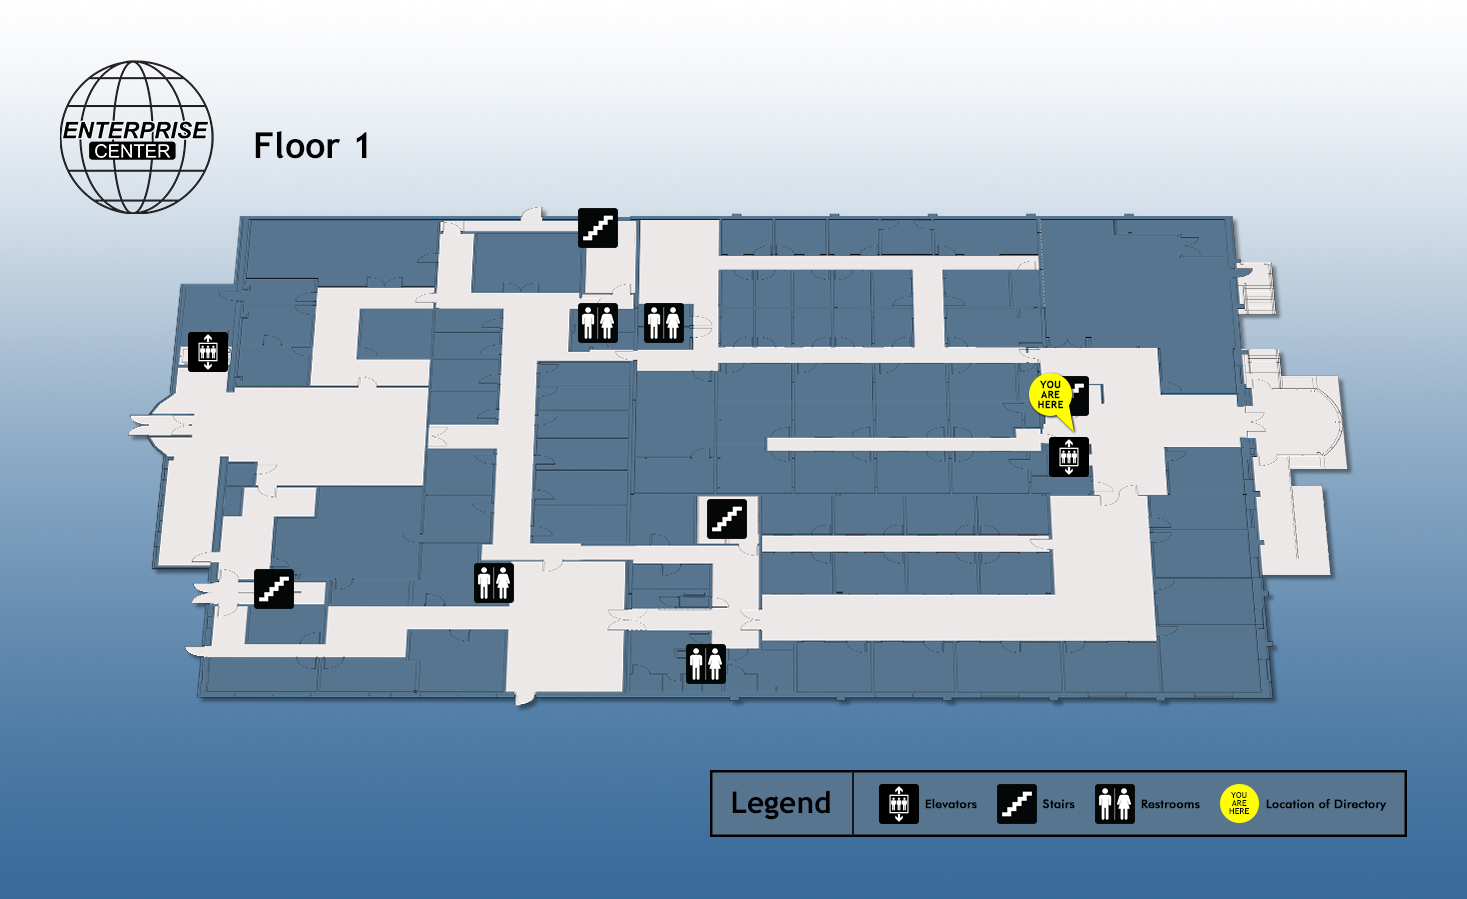 ENTERPRISE
CENTER
Floor 1
YOU
ARE
HERE
Legend
Elevators
Stairs
Restrooms
YOU
ARE
HERE
Location of Directory